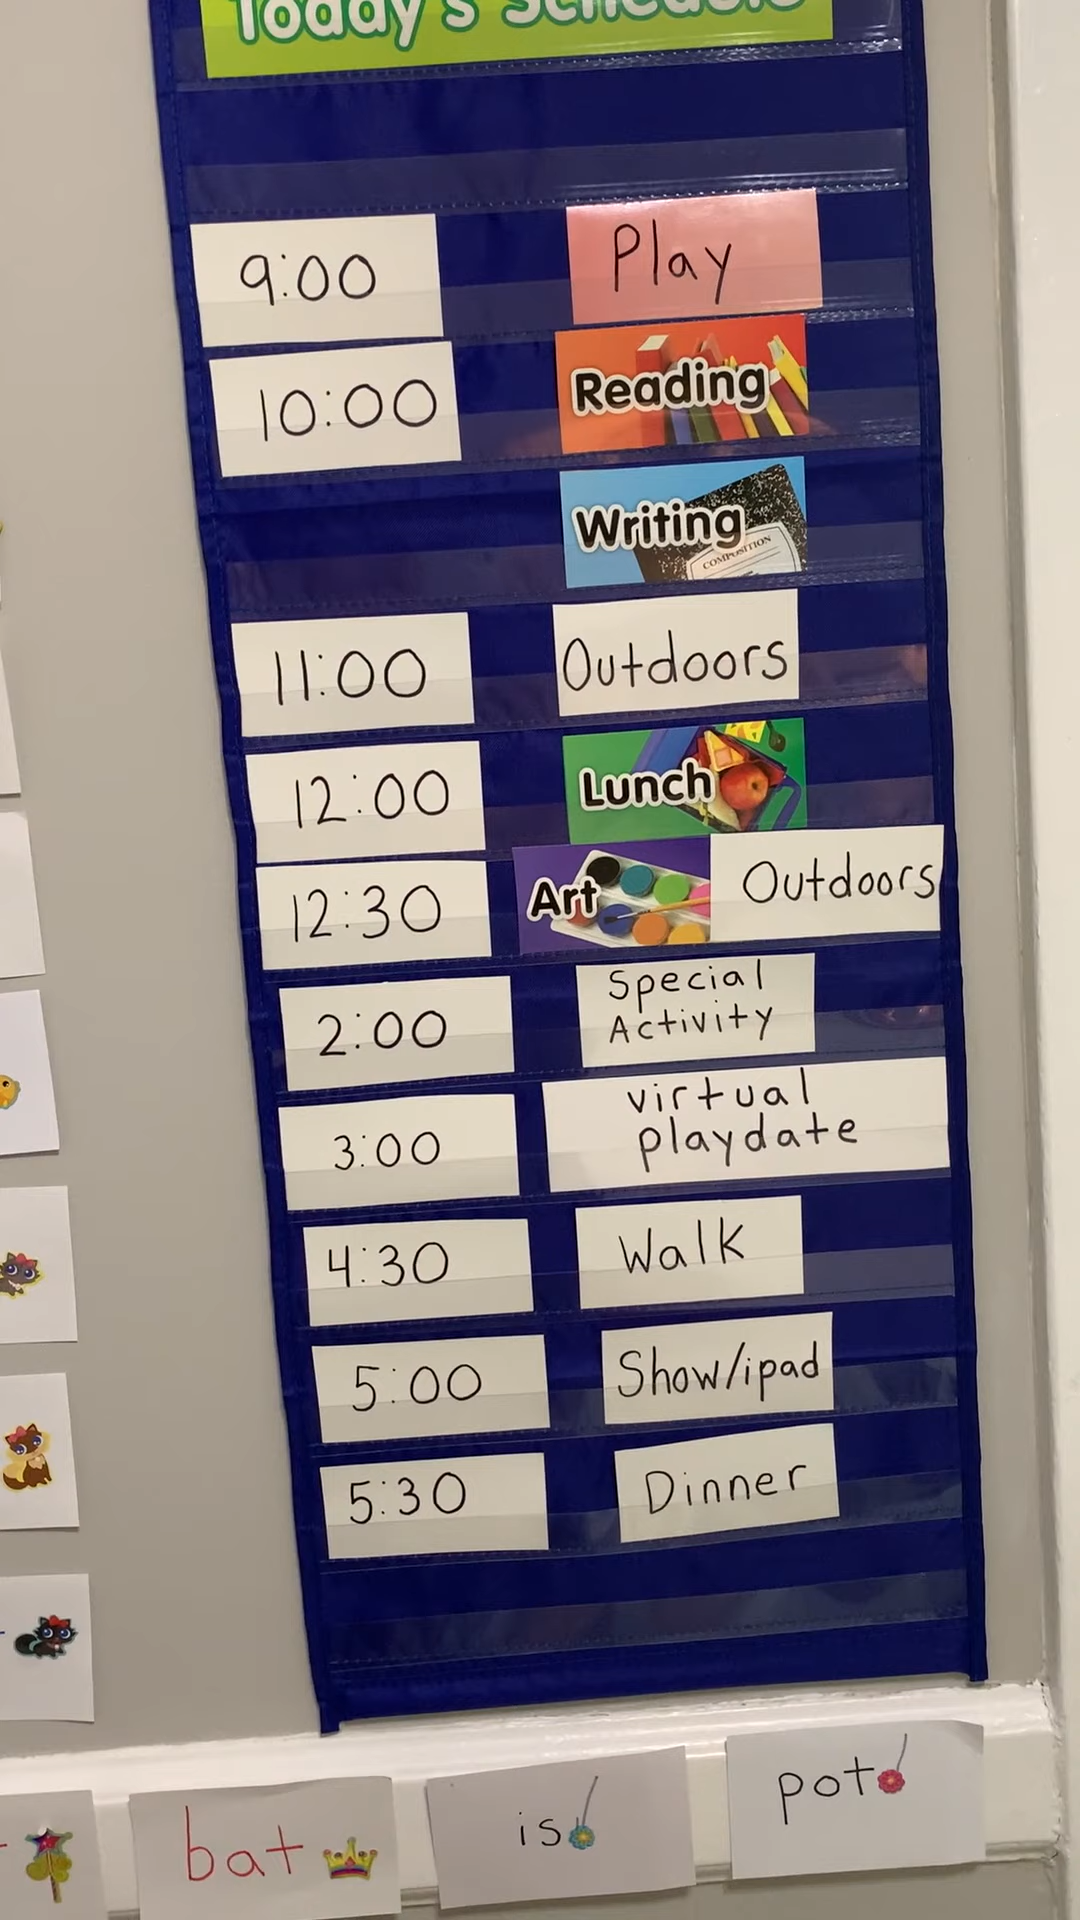 Today's Schedule
9:00 Play
10:00 Reading
Writing
COMPOSITION
11:00 Outdoors
12:00 Lunch
12:30 Art Outdoors
2:00 Special
Activity
3:00 virtual
playdate
4:30 Walk
5:00 Show/ipad
5:30 Dinner
bat is pot